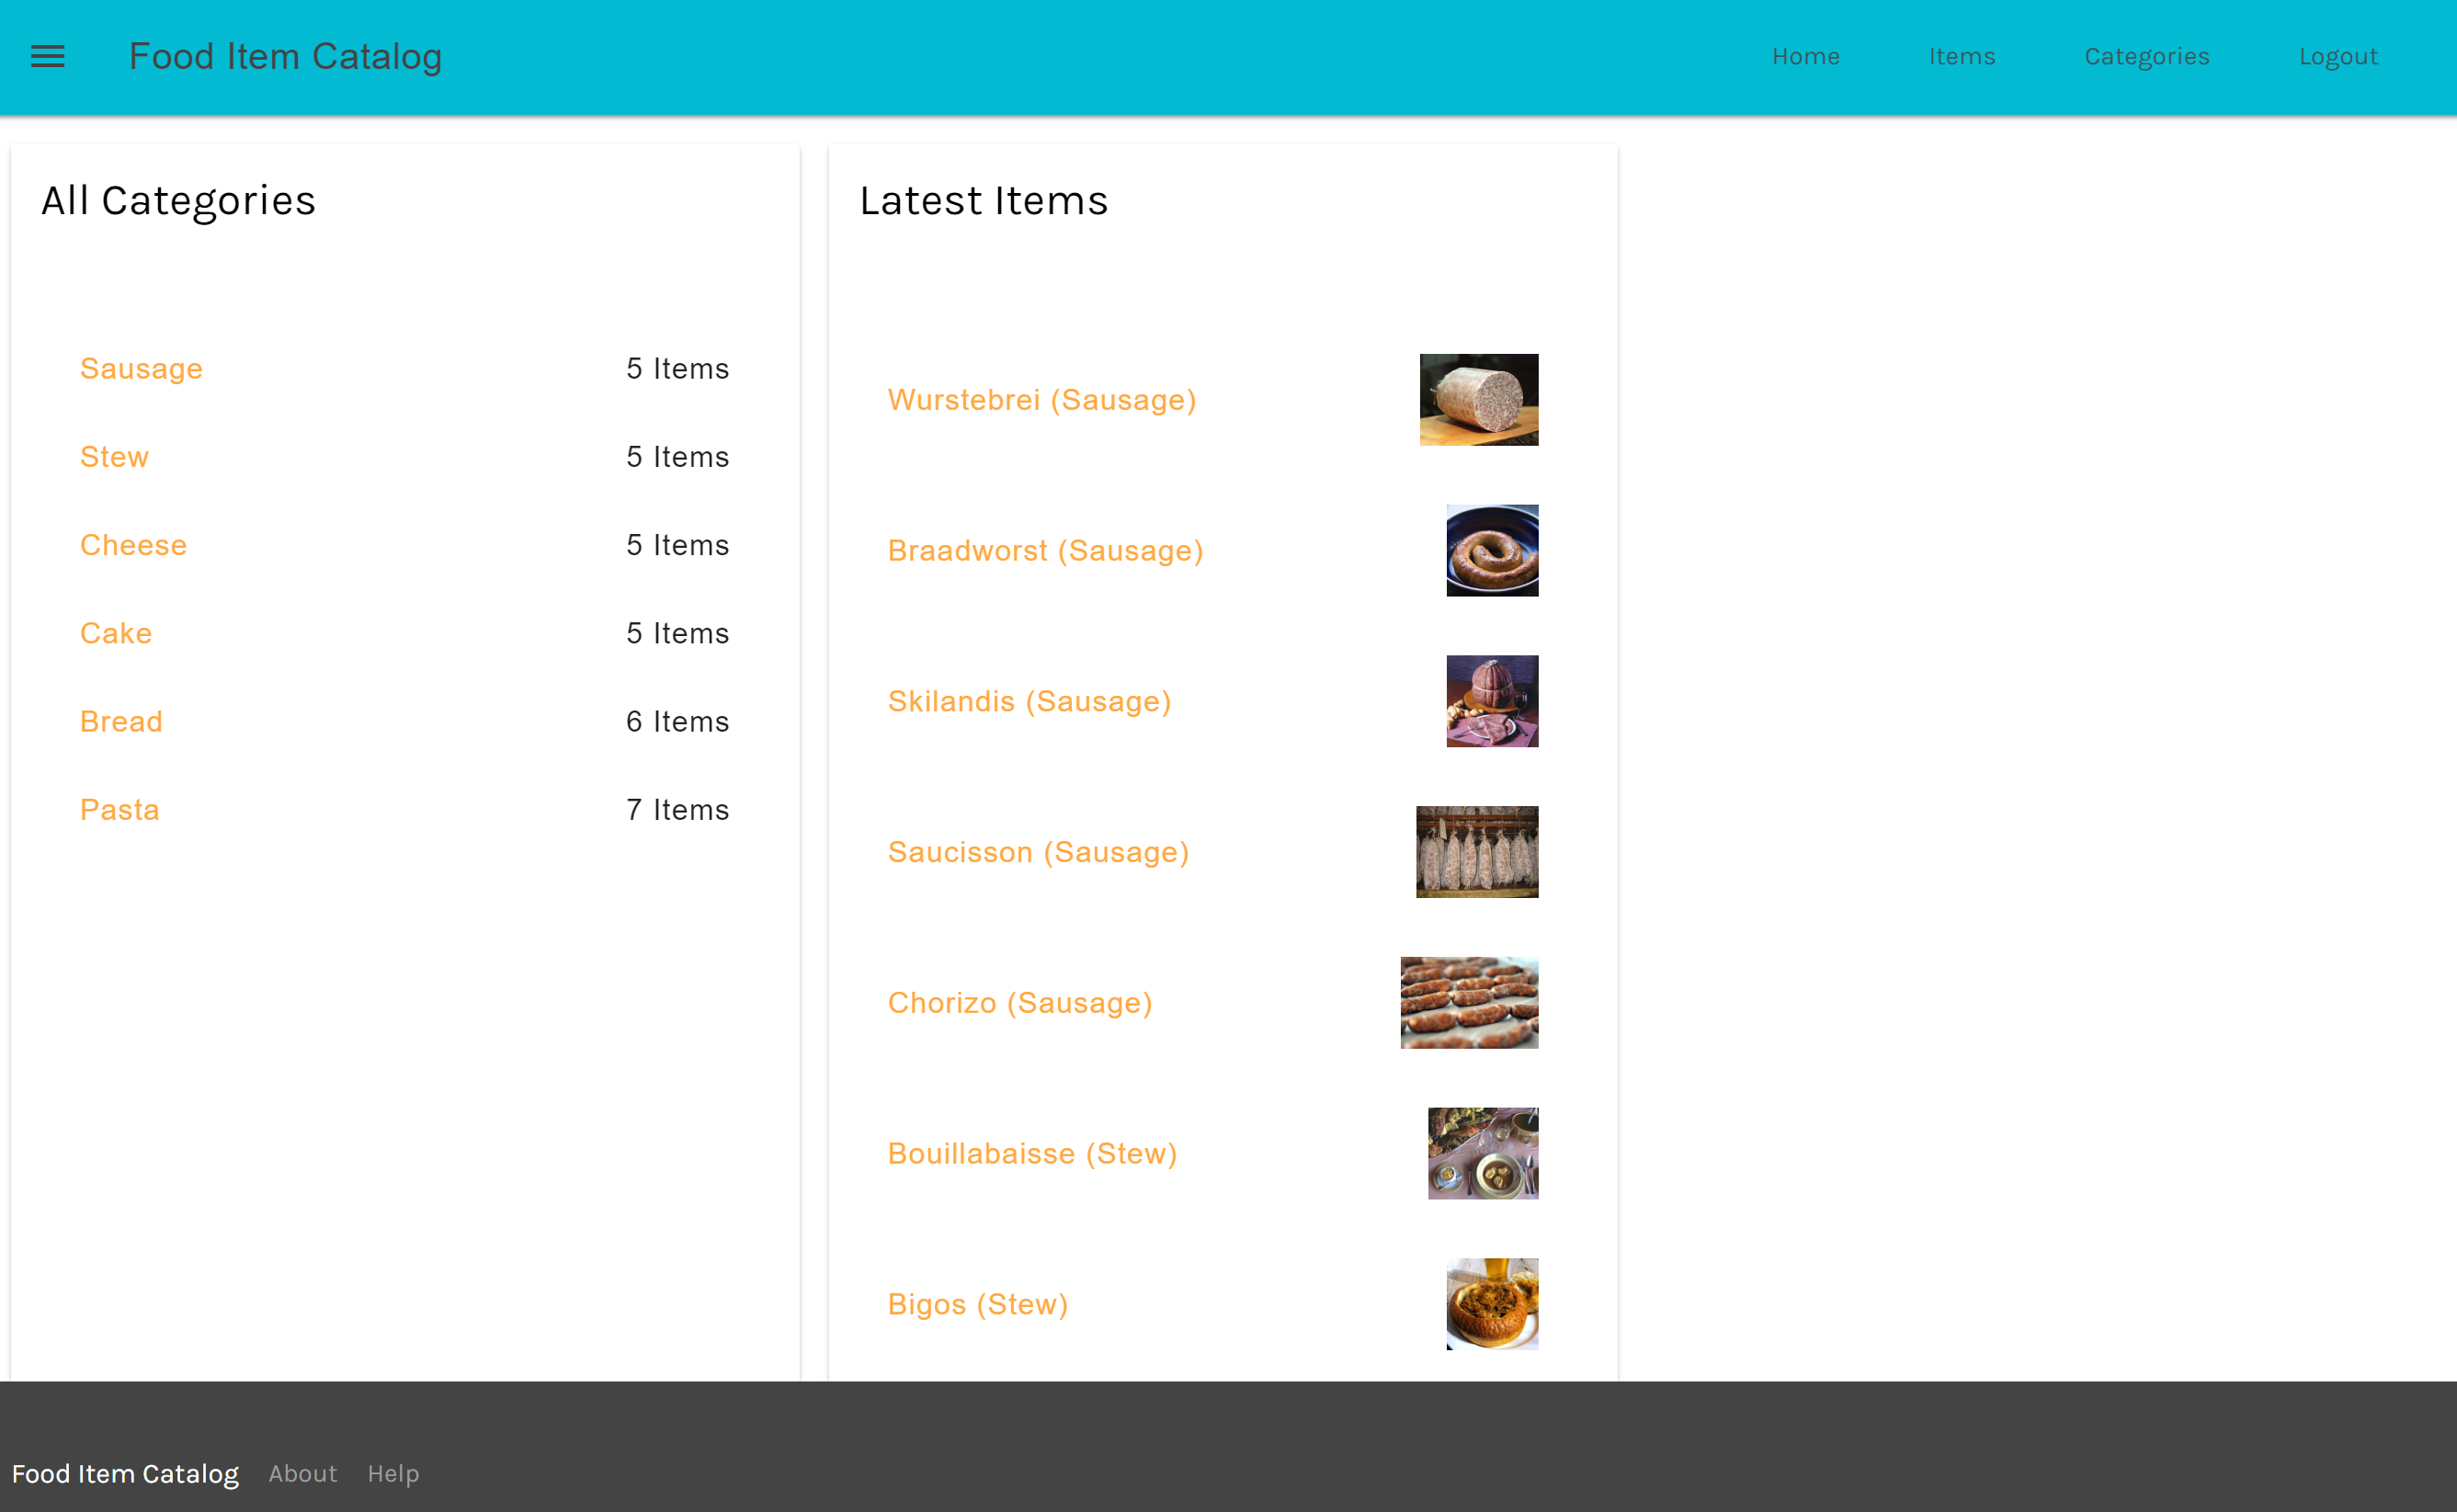 Food Item Catalog
Home
Items
Categories
Logout
All Categories
Sausage 5 Items
Stew 5 Items
Cheese 5 Items
Cake 5 Items
Bread 6 Items
Pasta 7 Items
Latest Items
Wurstebrei (Sausage)
Braadworst (Sausage)
Skilandis (Sausage)
Saucisson (Sausage)
Chorizo (Sausage)
Bouillabaisse (Stew)
Bigos (Stew)
Food Item Catalog About Help